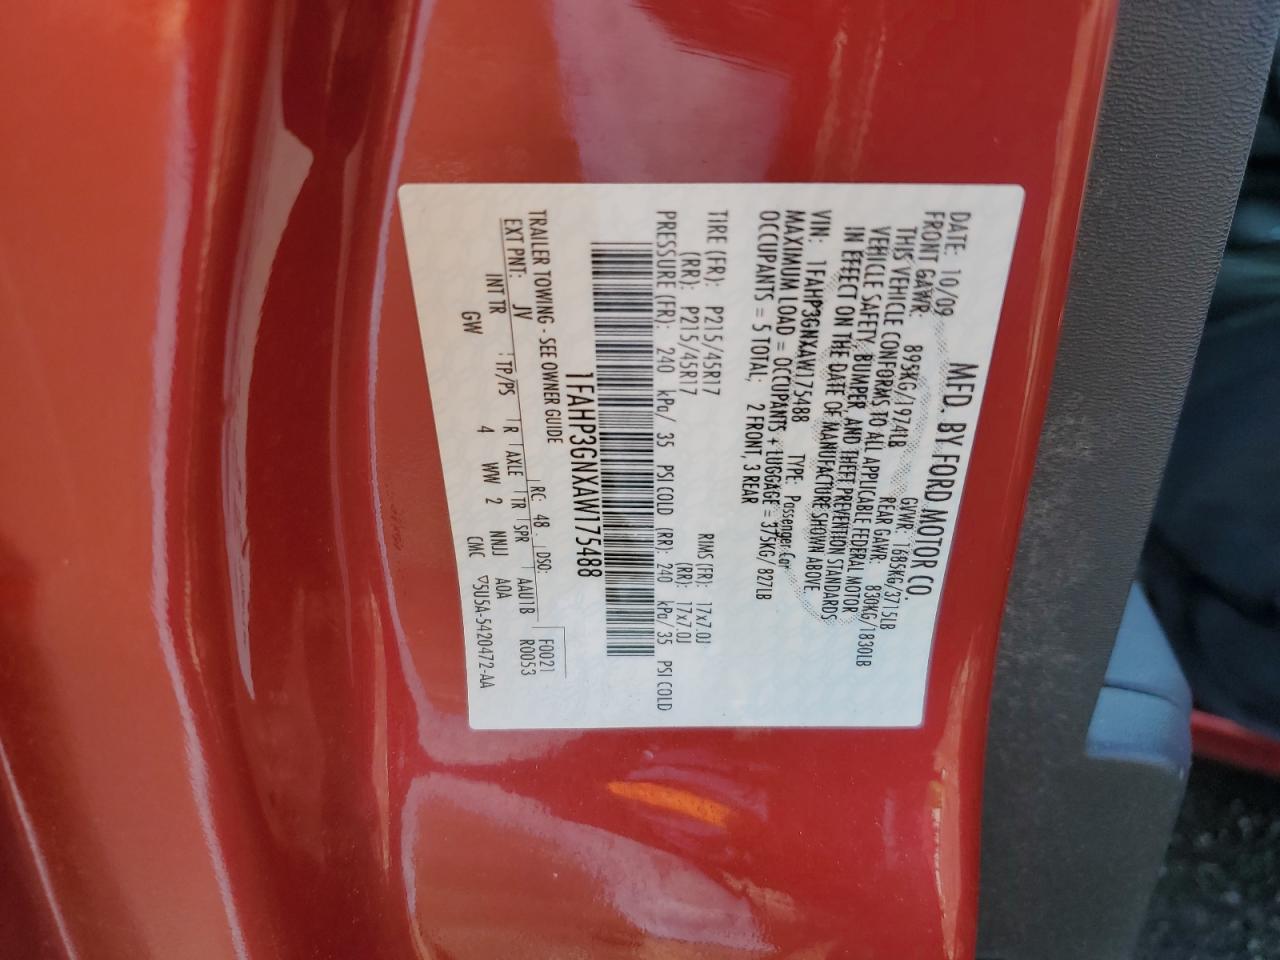 MFD. BY FORD MOTOR CO.
DATE: 10/09 GVWR: 1685KG/3715LB
FRONT GAWR: 895KG/1974LB REAR GAWR: 830KG/1830LB
THIS VEHICLE CONFORMS TO ALL APPLICABLE FEDERAL MOTOR
VEHICLE SAFETY, BUMPER, AND THEFT PREVENTION STANDARDS
IN EFFECT ON THE DATE OF MANUFACTURE SHOWN ABOVE.
VIN: 1FAHP3GNXAW175488 TYPE: Passenger Car
MAXIMUM LOAD = OCCUPANTS + LUGGAGE = 375KG/ 827LB
OCCUPANTS = 5 TOTAL; 2 FRONT, 3 REAR
TIRE (FR): P215/45R17 RIMS (FR): 17x7.0J
(RR): P215/45R17 (RR): 17x7.0J
PRESSURE (FR): 240 kPa/ 35 PSI COLD (RR): 240 kPa/ 35 PSI COLD
1FAHP3GNXAW175488
TRAILER TOWING - SEE OWNER GUIDE
EXT PNT: JV RC: 48 DSO: F0021
INT TR TP/PS R AXLE TR SPR AAU1B R0053
GW 4 WW 2 NNUJ A0A
CMC ▽5U5A-5420472-AA